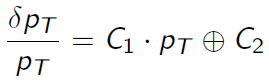 δp_T / p_T = C_1 · p_T ⊕ C_2